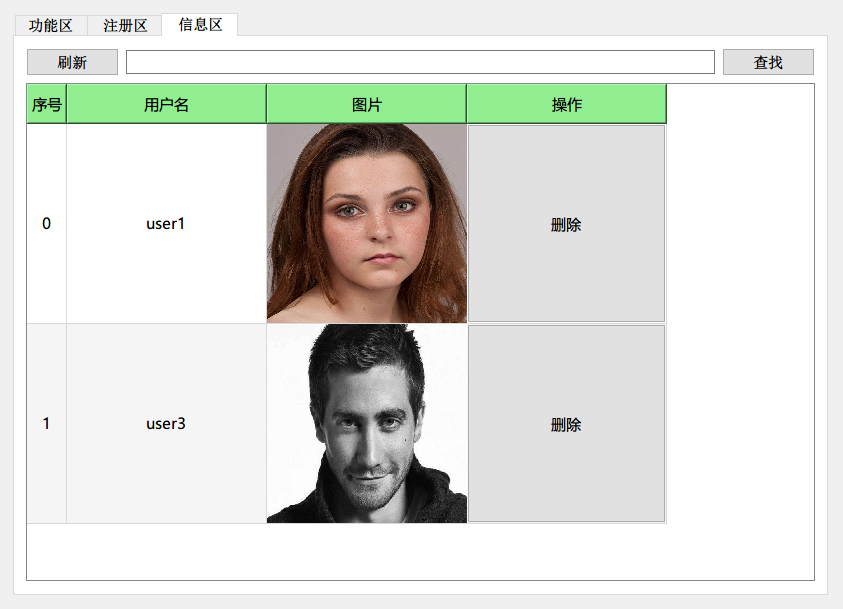 功能区 注册区 信息区
刷新 查找
序号 用户名 图片 操作
0 user1 删除
1 user3 删除